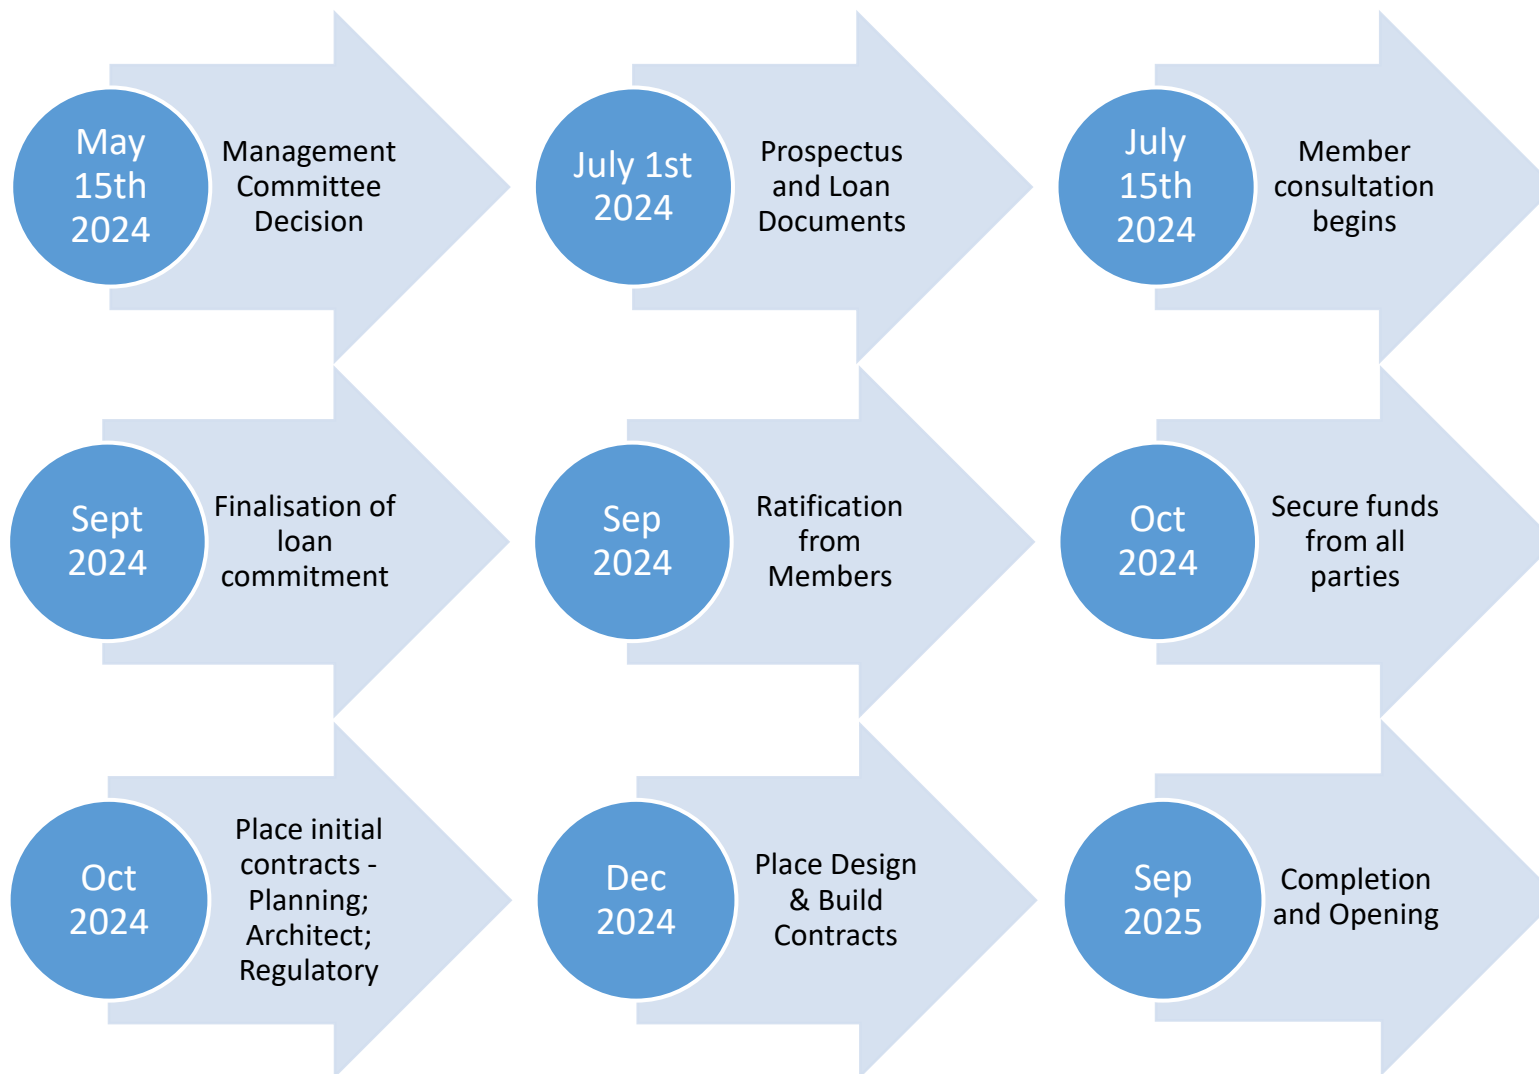 May
15th
2024
Management
Committee
Decision
July 1st
2024
Prospectus
and Loan
Documents
July
15th
2024
Member
consultation
begins
Sept
2024
Finalisation of
loan
commitment
Sep
2024
Ratification
from
Members
Oct
2024
Secure funds
from all
parties
Oct
2024
Place initial
contracts -
Planning;
Architect;
Regulatory
Dec
2024
Place Design
& Build
Contracts
Sep
2025
Completion
and Opening